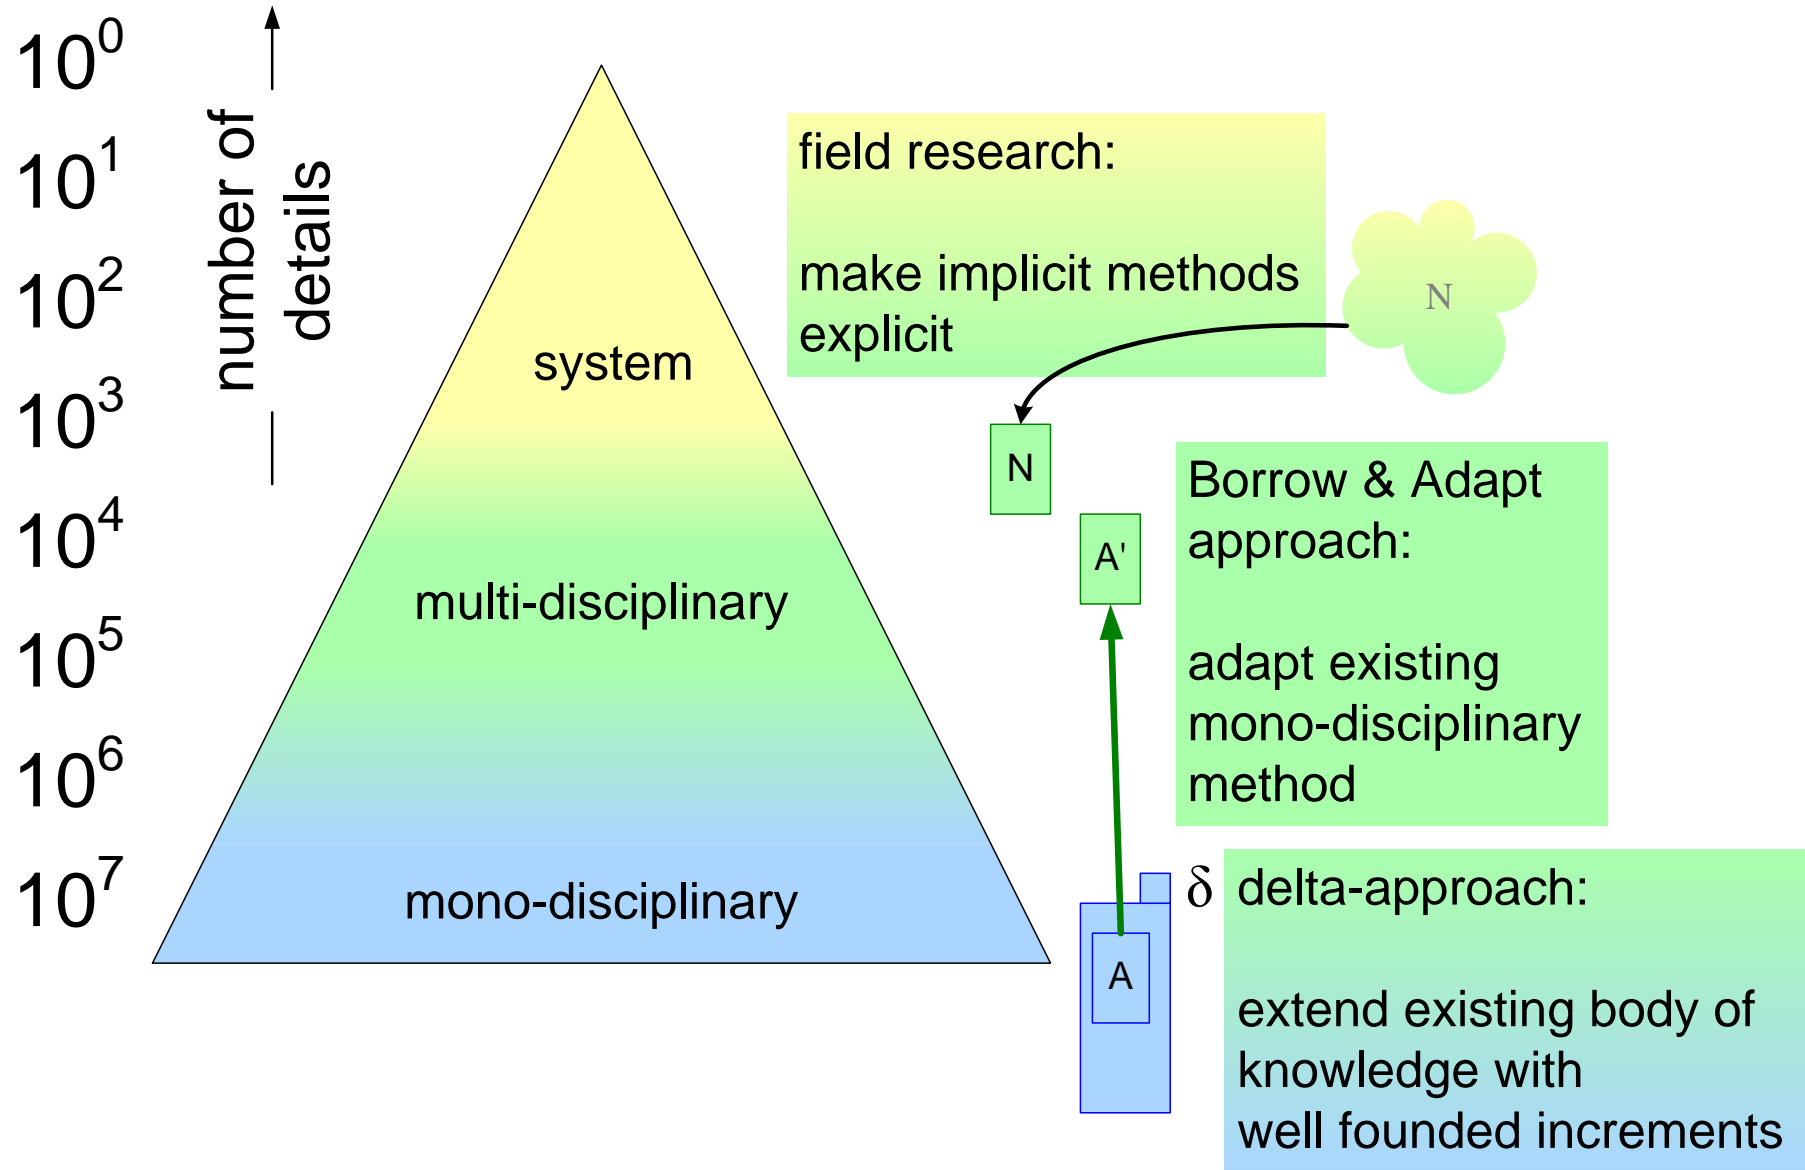 10^0
10^1
10^2
10^3
10^4
10^5
10^6
10^7
number of
details
system
multi-disciplinary
mono-disciplinary
field research:
make implicit methods
explicit
N
N
A'
Borrow & Adapt
approach:
adapt existing
mono-disciplinary
method
A
δ
delta-approach:
extend existing body of
knowledge with
well founded increments